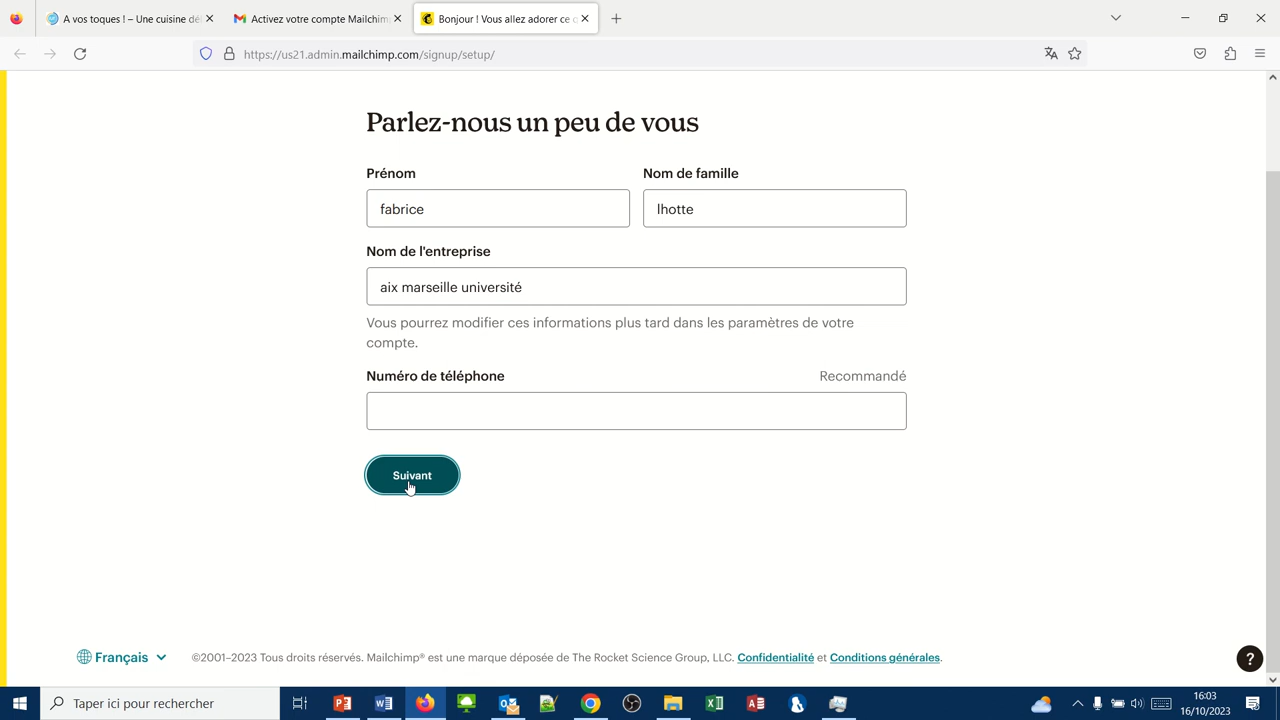 A vos toques ! – Une cuisine dé
Activez votre compte Mailchim
Bonjour ! Vous allez adorer ce
https://us21.admin.mailchimp.com/signup/setup/
Parlez-nous un peu de vous
Prénom
Nom de famille
fabrice
lhotte
Nom de l'entreprise
aix marseille université
Vous pourrez modifier ces informations plus tard dans les paramètres de votre
compte.
Numéro de téléphone
Recommandé
Suivant
Français
©2001–2023 Tous droits réservés. Mailchimp® est une marque déposée de The Rocket Science Group, LLC. Confidentialité et Conditions générales.
?
Taper ici pour rechercher
16:03
16/10/2023